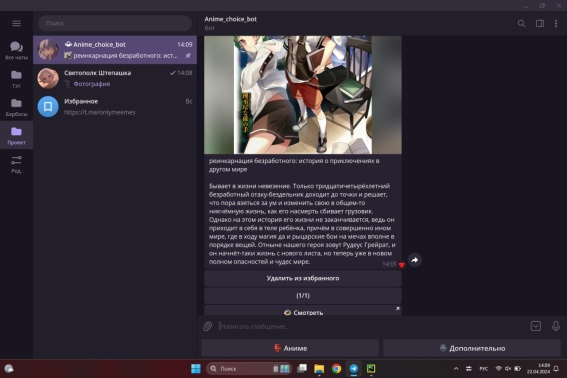 Поиск
Anime_choice_bot
Бот
Все чаты
Гэт
Барбосы
Проект
Ред.
Anime_choice_bot
14:09
реинкарнация безработного: ист...
Светополк Штепашка
14:08
Фотография
Избранное
Вс
https://t.me/onlymeemes
реинкарнация безработного: история о приключениях в
другом мире
Бывает в жизни невезение. Только тридцатичетырёхлетний
безработный отаку-бездельник доходит до точки и решает,
что пора взяться за ум и изменить свою в общем-то
никчёмную жизнь, как его насмерть сбивает грузовик.
Однако на этом история его жизни не заканчивается, ведь он
приходит в себя в теле ребёнка, причём в совершенно ином
мире, где в ходу магия да и рыцарские бои на мечах вполне в
порядке вещей. Отныне нашего героя зовут Рудеус Грейрат, и
он начнёт-таки жизнь с нового листа, но теперь уже в новом
полном опасностей и чудес мире.
14:09
Удалить из избранного
(1/1)
Смотреть
Написать сообщение...
Аниме
Дополнительно
Поиск
РУС
14:09
22.04.2024